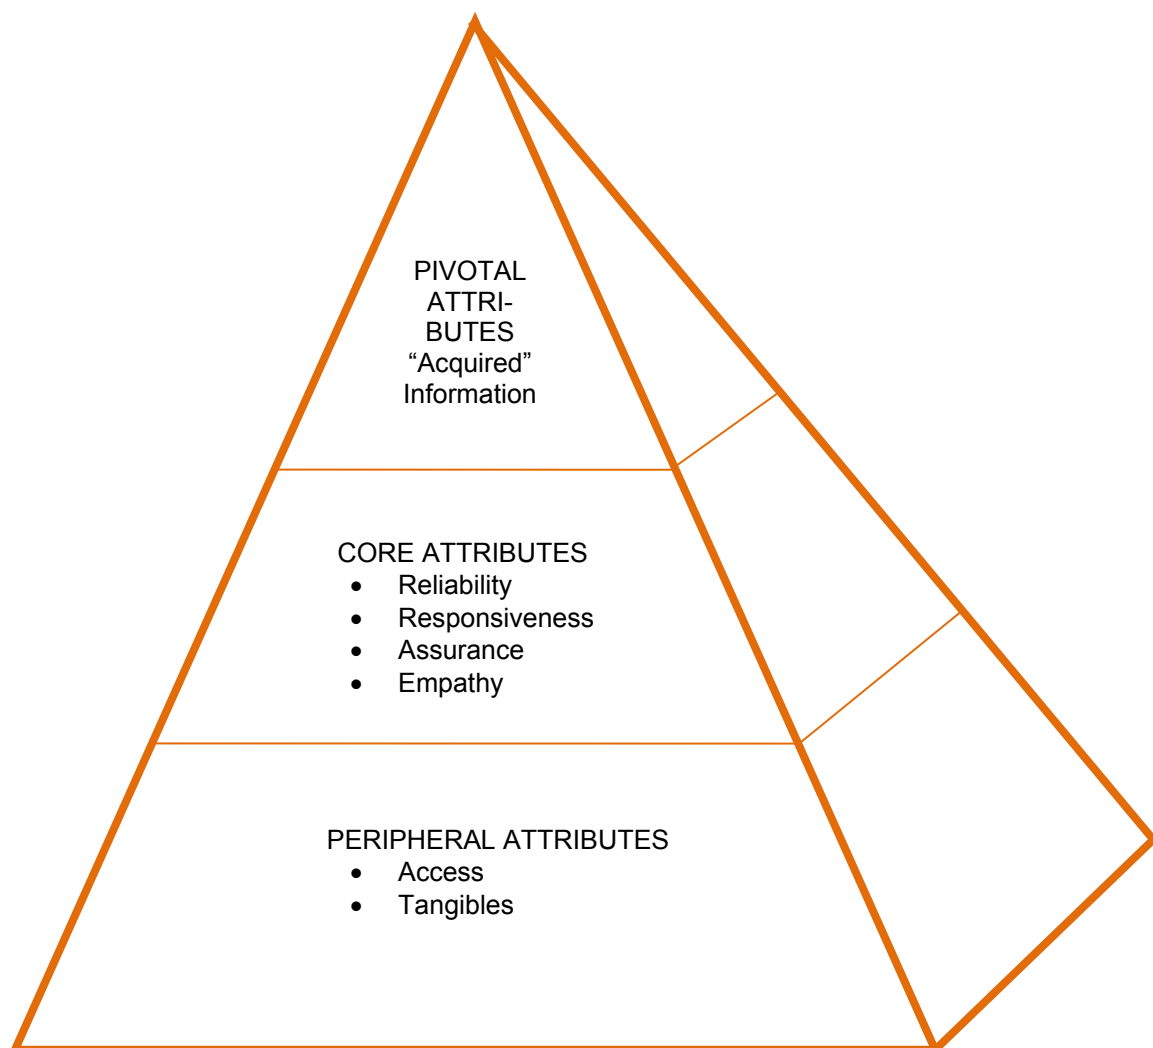 PIVOTAL
ATTRI-
BUTES
“Acquired”
Information
CORE ATTRIBUTES
• Reliability
• Responsiveness
• Assurance
• Empathy
PERIPHERAL ATTRIBUTES
• Access
• Tangibles